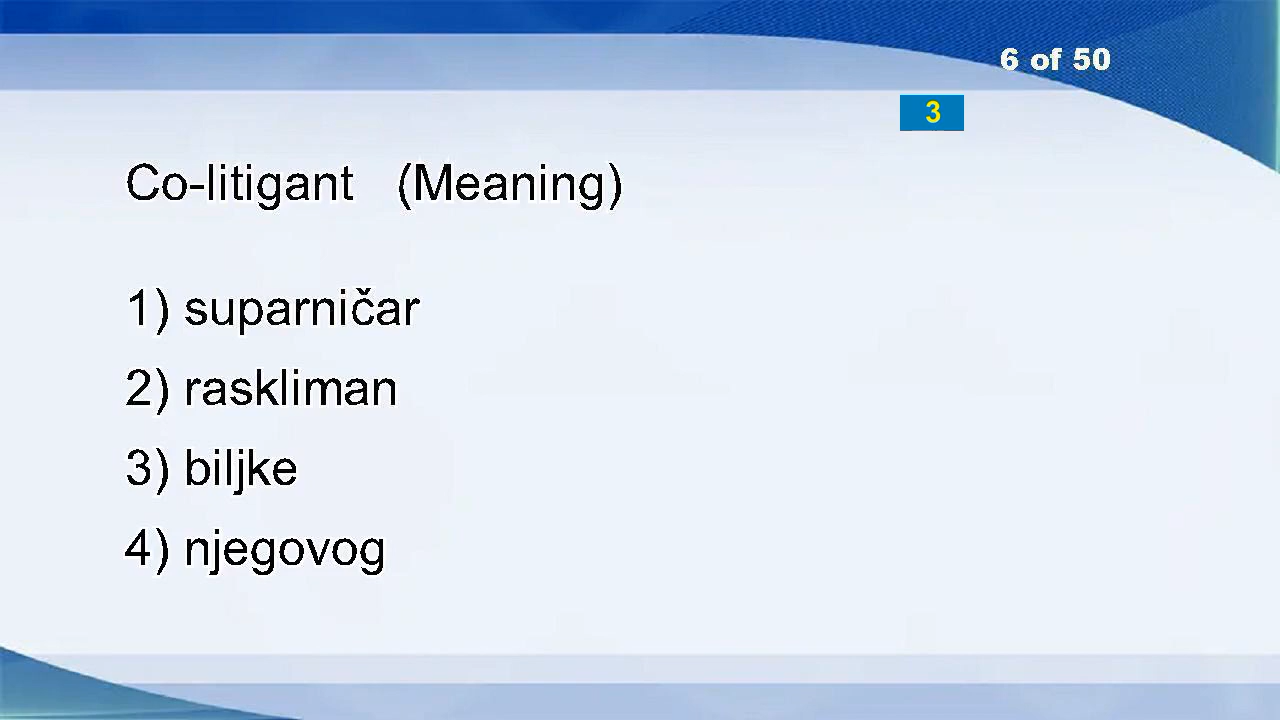 6 of 50
3
Co-litigant (Meaning)
1) suparničar
2) raskliman
3) biljke
4) njegovog